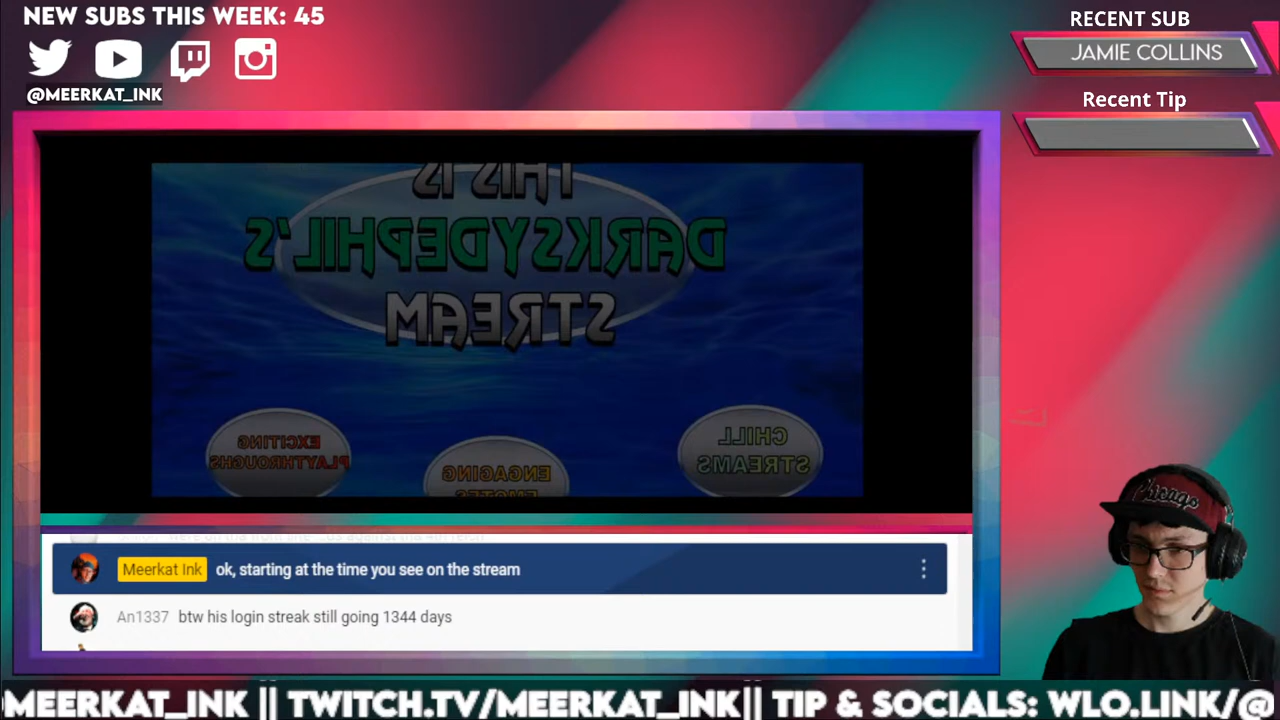 NEW SUBS THIS WEEK: 45
@MEERKAT_INK
RECENT SUB
JAMIE COLLINS
Recent Tip
THIS IS
DARKSYDEPHIL'S
STREAM
EXCITING
PLAYTHROUGHS
ENGAGING
EMOTES
CHILL
STREAMS
Meerkat Ink ok, starting at the time you see on the stream
An1337 btw his login streak still going 1344 days
Chicago
MEERKAT_INK || TWITCH.TV/MEERKAT_INK || TIP & SOCIALS: WLO.LINK/@